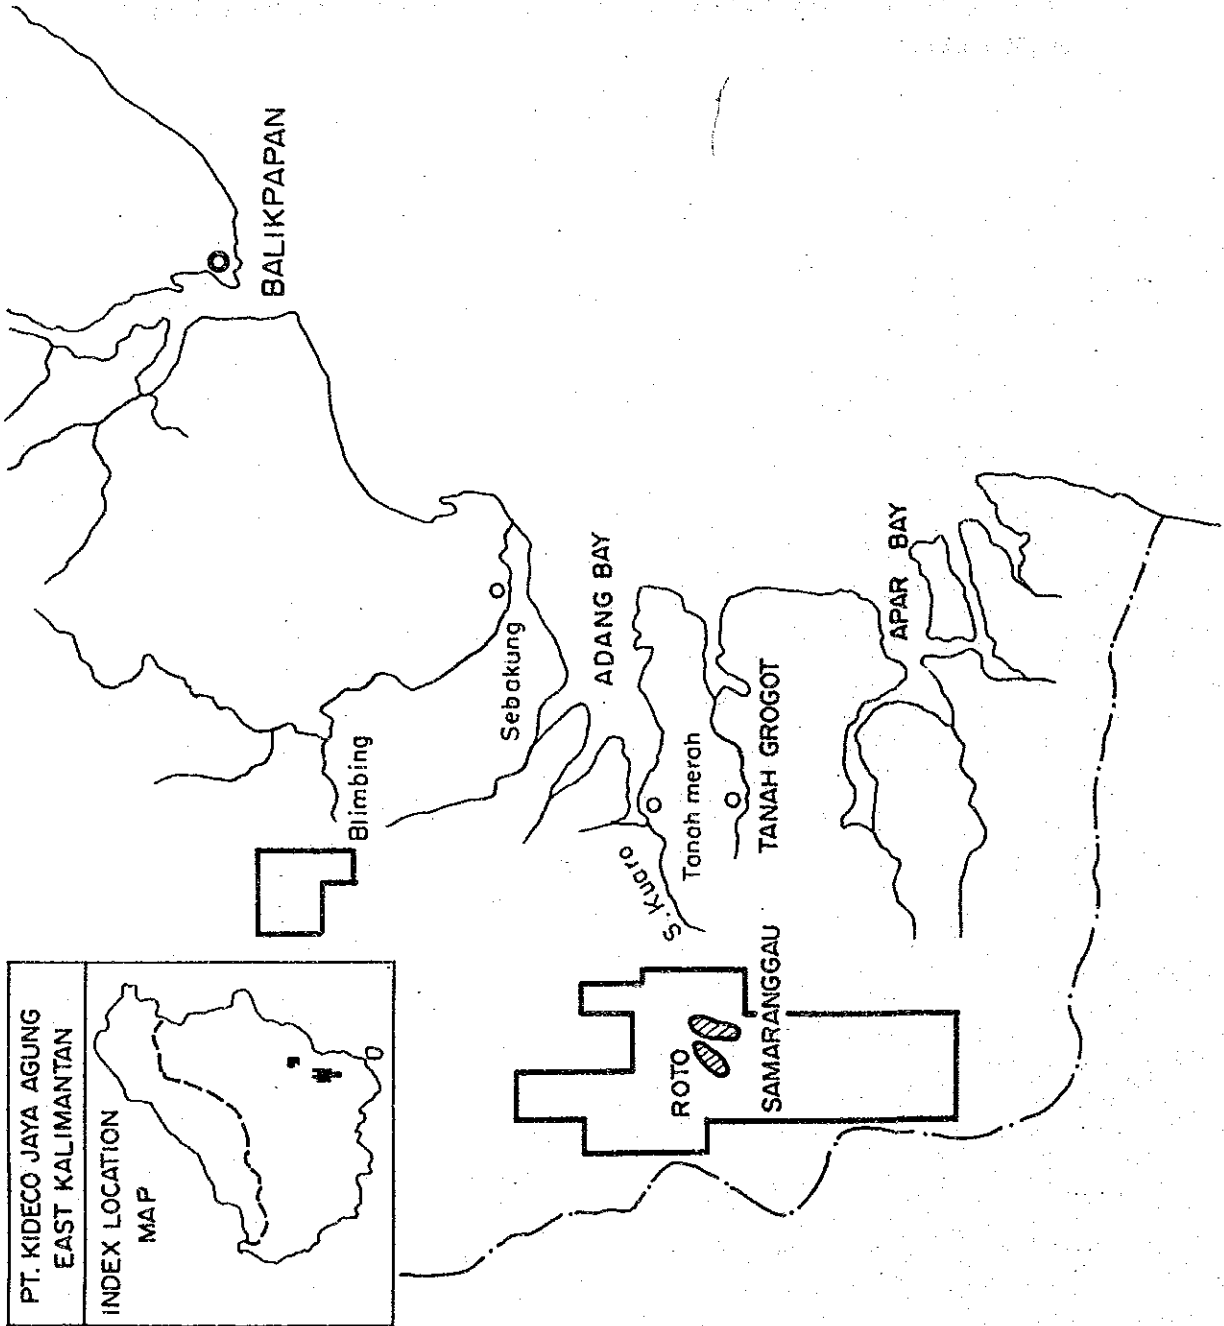 PT. KIDECO JAYA AGUNG
EAST KALIMANTAN
INDEX LOCATION
MAP
BALIKPAPAN
Blimbing
Sebakung
ADANG BAY
S. Kuaro
Tanah merah
TANAH GROGOT
APAR BAY
ROTO
SAMARANGGAU